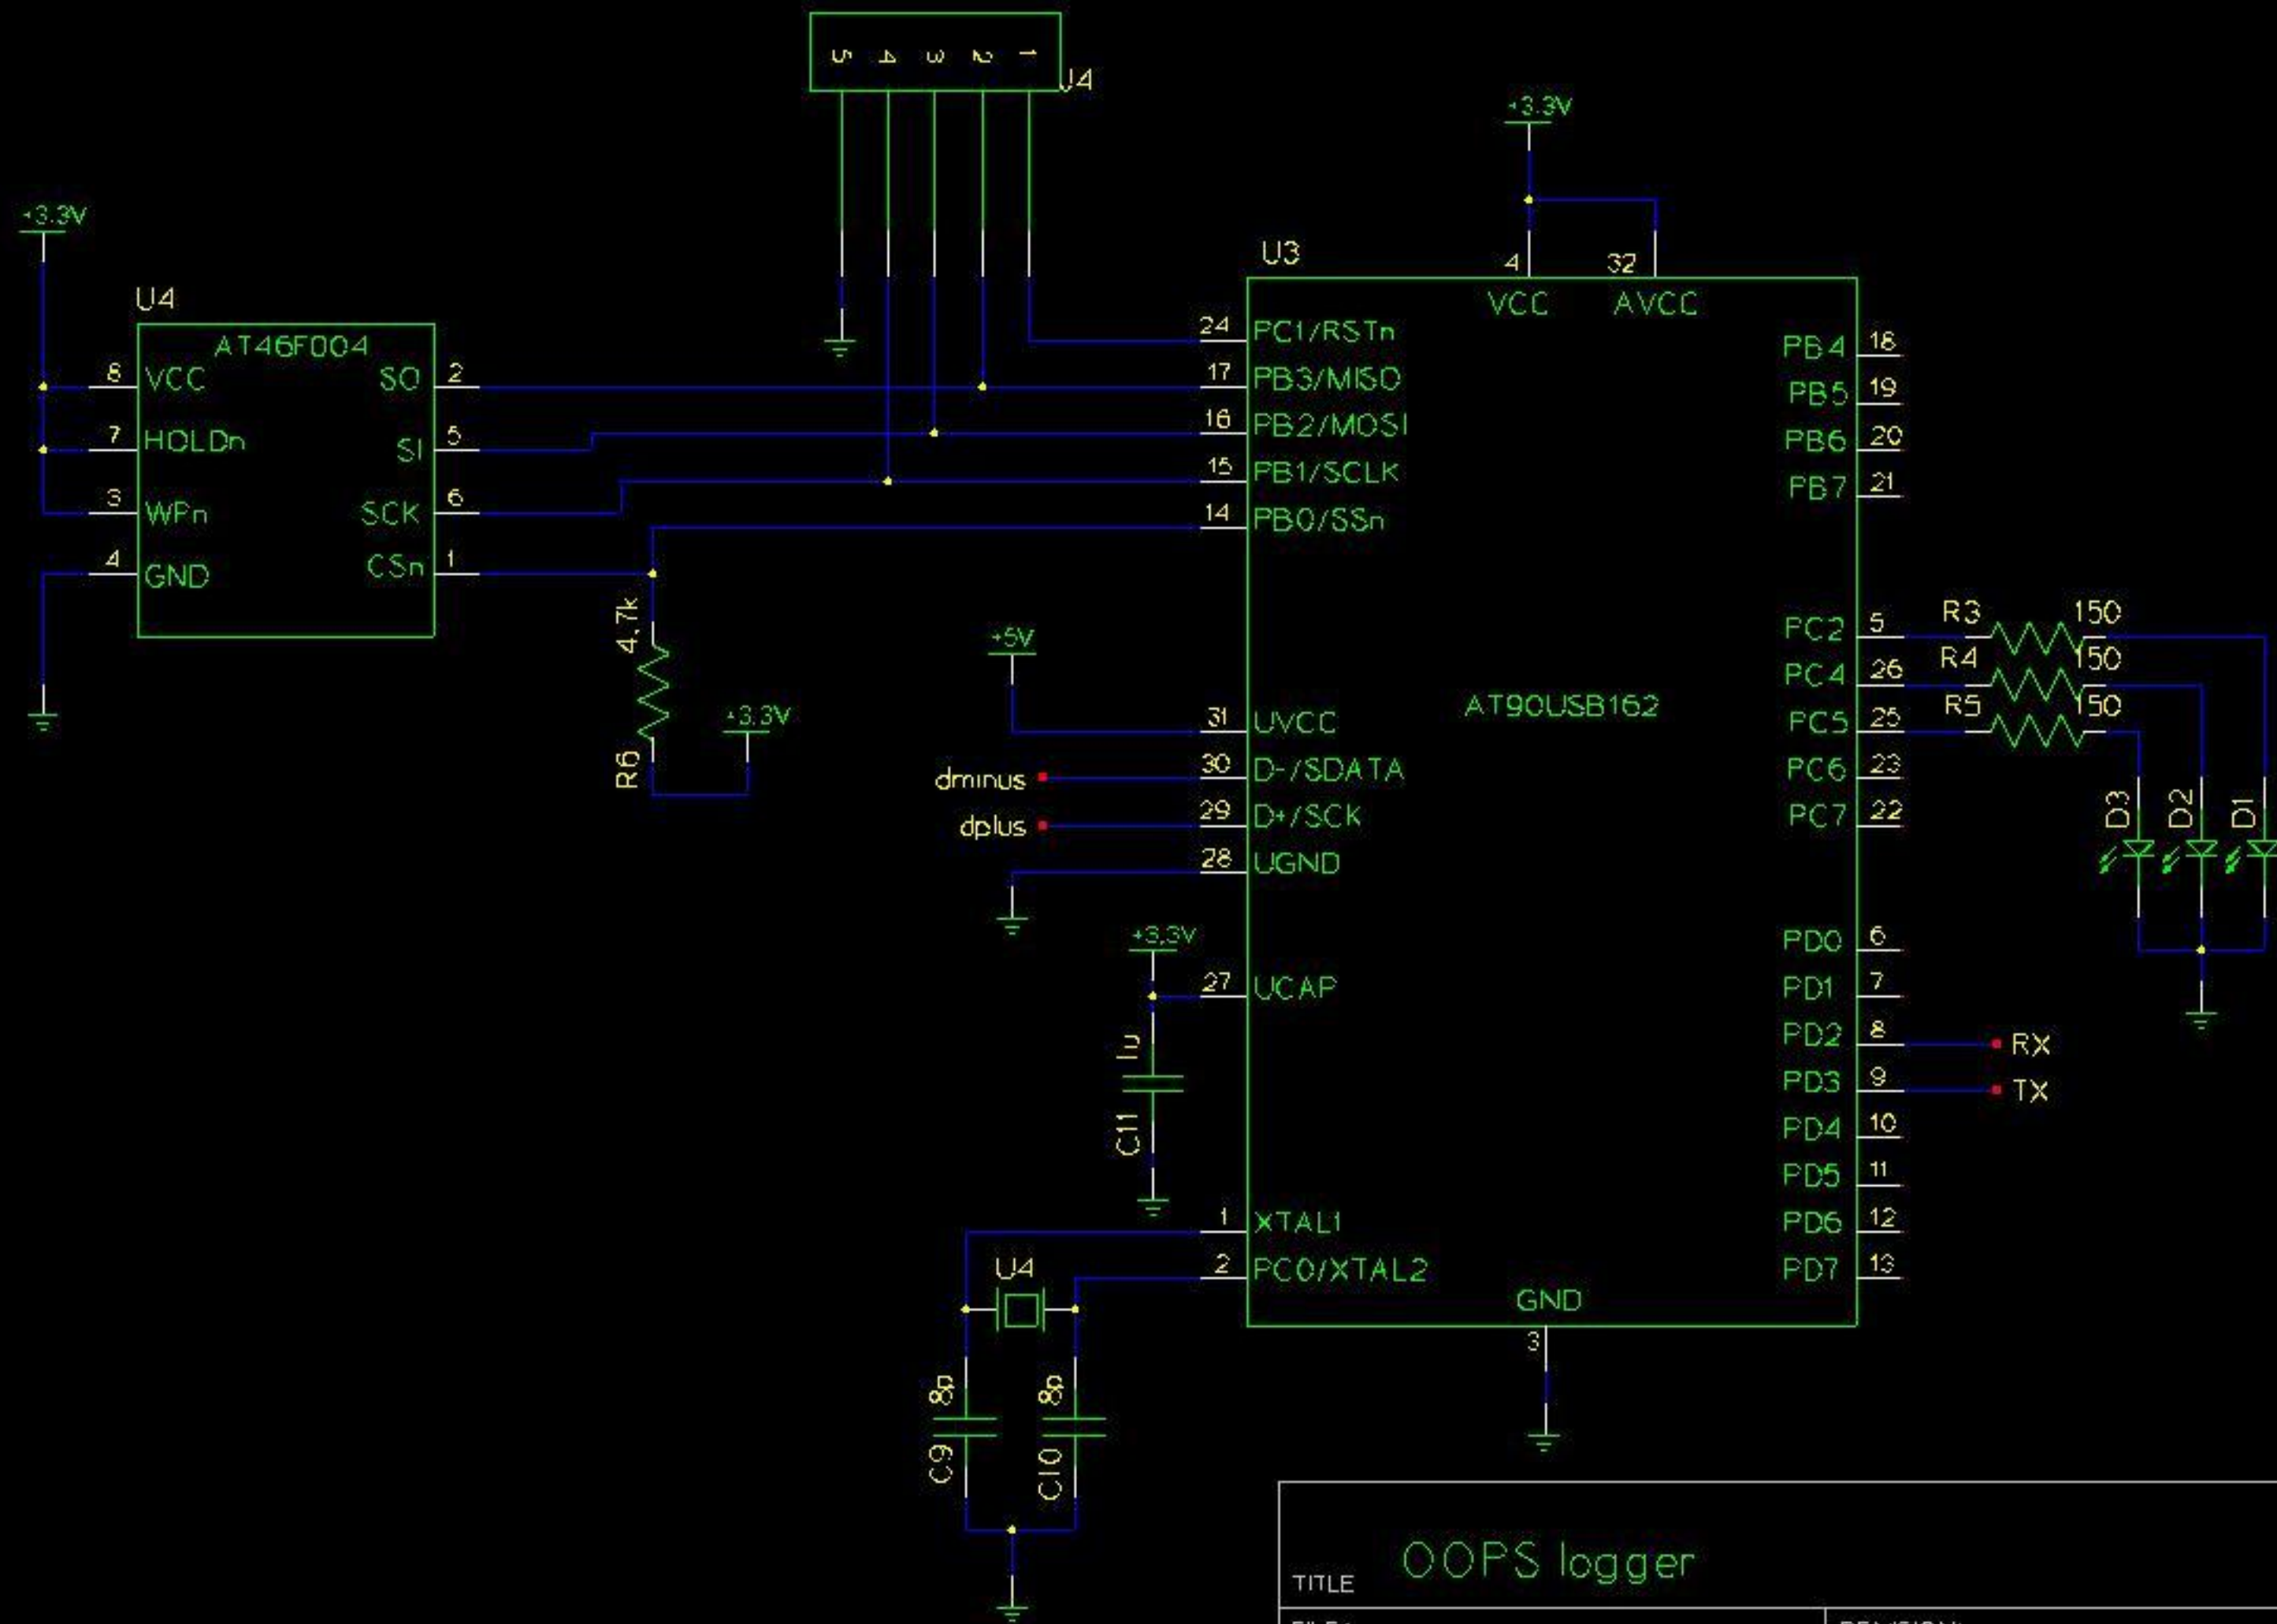 5 4 3 2 1
U4
+3.3V
U4
AT46F004
8 VCC
7 HOLDn
3 WPn
4 GND
SO 2
SI 5
SCK 6
CSn 1
4.7k
R6
+3.3V
+3.3V
U3
4 32
VCC AVCC
24 PC1/RSTn
17 PB3/MISO
16 PB2/MOSI
15 PB1/SCLK
14 PB0/SSn
+5V
31 UVCC
dminus 30 D-/SDATA
dplus 29 D+/SCK
28 UGND
+3.3V
27 UCAP
1u
C11
1 XTAL1
2 PC0/XTAL2
U4
8p
C9
8p
C10
AT90USB162
GND
3
PB4 18
PB5 19
PB6 20
PB7 21
PC2 5 R3 150
PC4 26 R4 150
PC5 25 R5 150
PC6 23
PC7 22
D3 D2 D1
PD0 6
PD1 7
PD2 8 RX
PD3 9 TX
PD4 10
PD5 11
PD6 12
PD7 13
TITLE OOPS logger